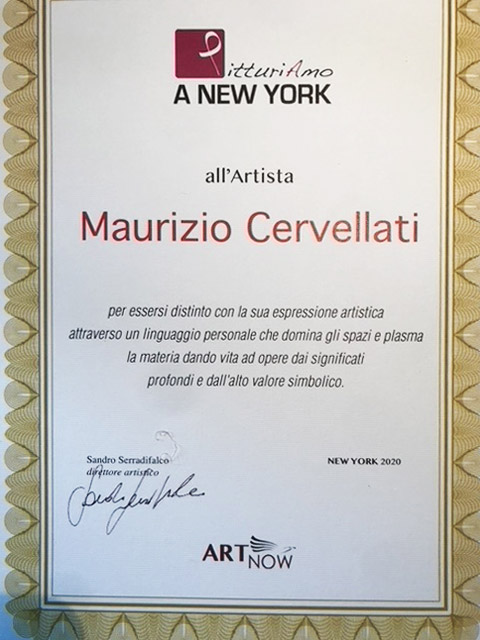 PitturiAmo
A NEW YORK
all'Artista
Maurizio Cervellati
per essersi distinto con la sua espressione artistica
attraverso un linguaggio personale che domina gli spazi e plasma
la materia dando vita ad opere dai significati
profondi e dall'alto valore simbolico.
Sandro Serradifalco
direttore artistico
NEW YORK 2020
ART NOW